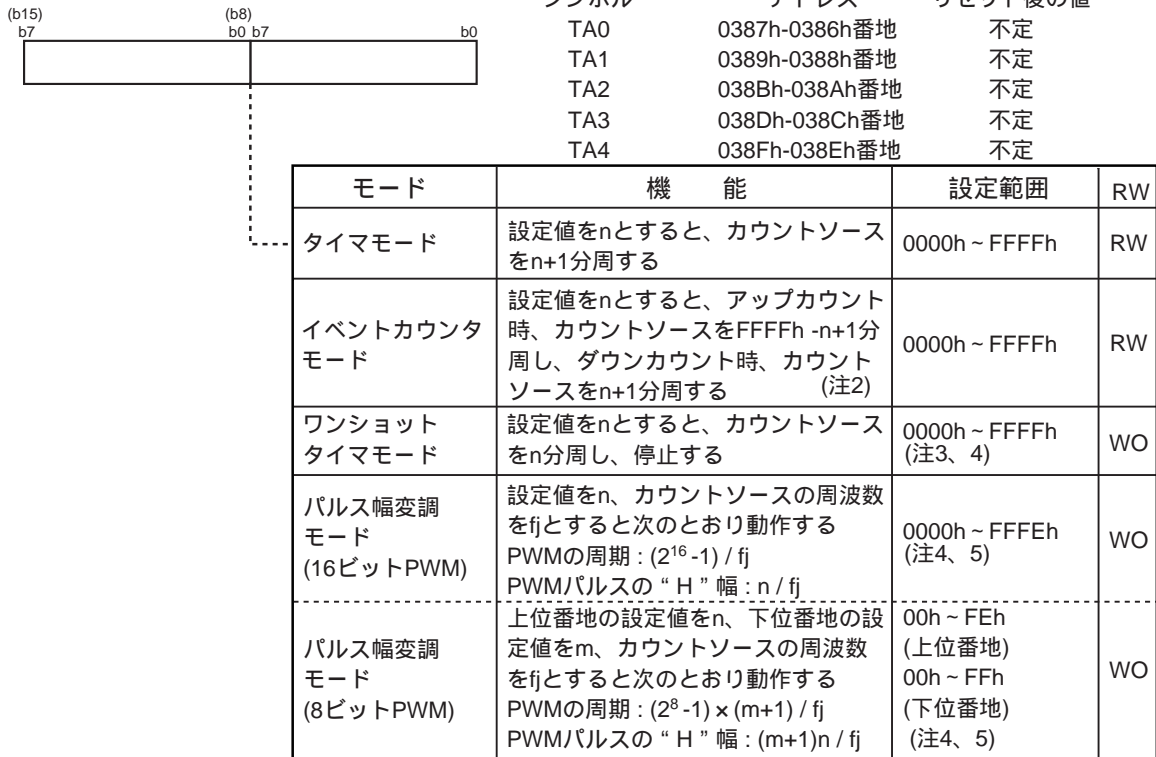 シンボル アドレス リセット後の値
(b15) (b8)
b7 b0 b7 b0
TA0 0387h-0386h番地 不定
TA1 0389h-0388h番地 不定
TA2 038Bh-038Ah番地 不定
TA3 038Dh-038Ch番地 不定
TA4 038Fh-038Eh番地 不定
モード 機 能 設定範囲 RW
タイマモード
設定値をnとすると、カウントソース
をn+1分周する
0000h ~ FFFFh
RW
イベントカウンタ
モード
設定値をnとすると、アップカウント
時、カウントソースをFFFFh -n+1分
周し、ダウンカウント時、カウント
ソースをn+1分周する (注2)
0000h ~ FFFFh
RW
ワンショット
タイマモード
設定値をnとすると、カウントソース
をn分周し、停止する
0000h ~ FFFFh
(注3、4)
WO
パルス幅変調
モード
(16ビットPWM)
設定値をn、カウントソースの周波数
をfjとすると次のとおり動作する
PWMの周期 : (2¹⁶ -1) / fj
PWMパルスの “ H ” 幅 : n / fj
0000h ~ FFFEh
(注4、5)
WO
パルス幅変調
モード
(8ビットPWM)
上位番地の設定値をn、下位番地の設
定値をm、カウントソースの周波数
をfjとすると次のとおり動作する
PWMの周期 : (2⁸ -1) × (m+1) / fj
PWMパルスの “ H ” 幅 : (m+1)n / fj
00h ~ FEh
(上位番地)
00h ~ FFh
(下位番地)
(注4、5)
WO